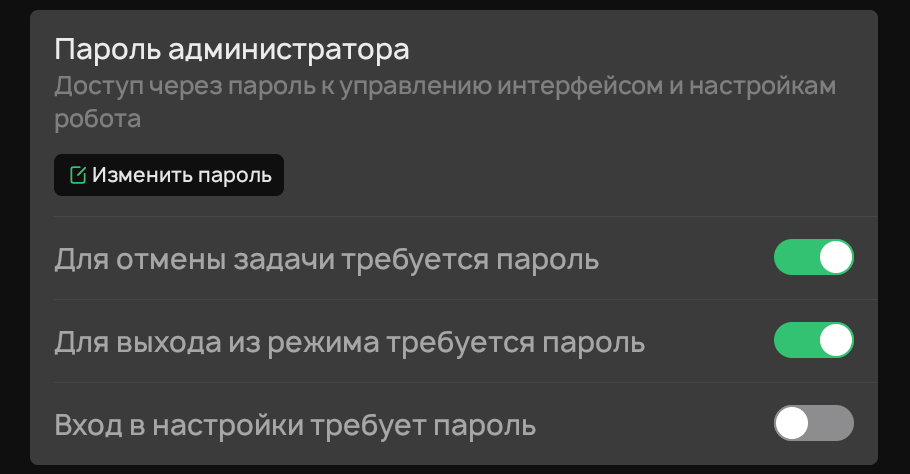 Пароль администратора
Доступ через пароль к управлению интерфейсом и настройкам
робота
Изменить пароль
Для отмены задачи требуется пароль
Для выхода из режима требуется пароль
Вход в настройки требует пароль